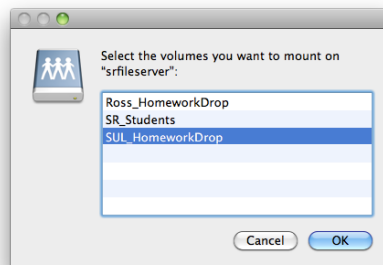 Select the volumes you want to mount on
“srfileserver”:
Ross_HomeworkDrop
SR_Students
SUL_HomeworkDrop
Cancel
OK